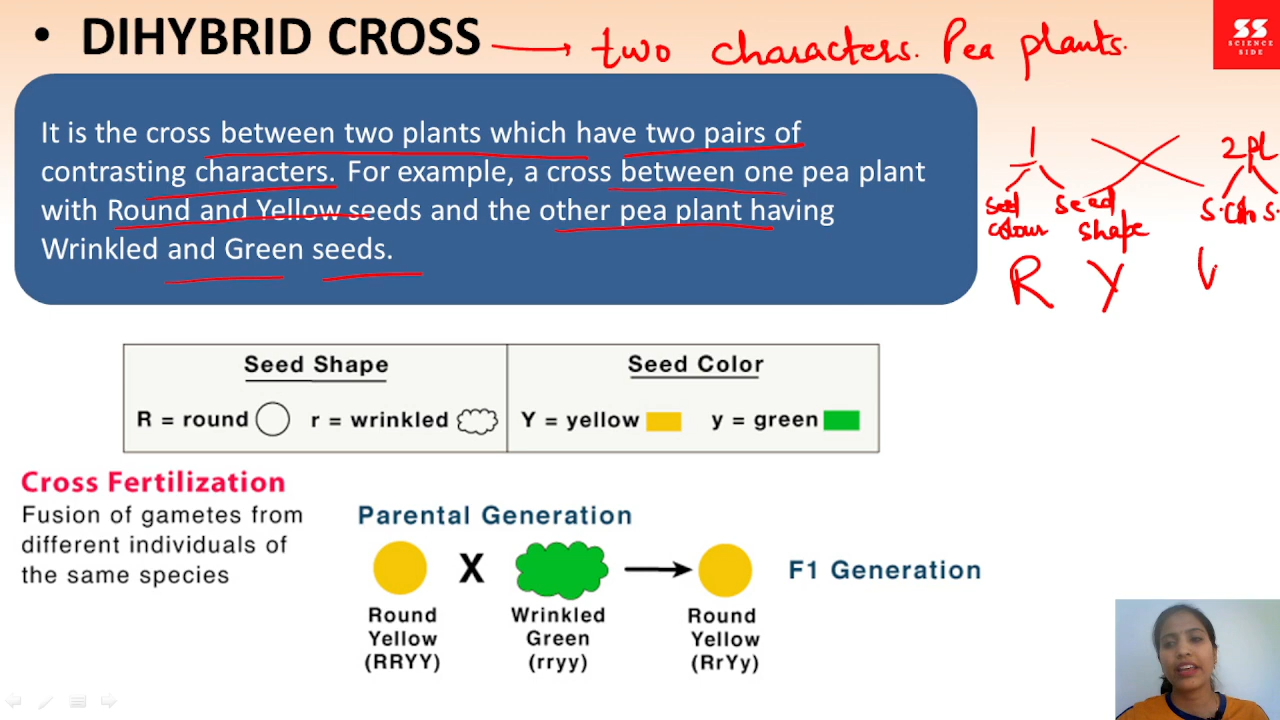 • DIHYBRID CROSS → two characters. Pea plants.
SS
SCIENCE
SIDE
It is the cross between two plants which have two pairs of
contrasting characters. For example, a cross between one pea plant
with Round and Yellow seeds and the other pea plant having
Wrinkled and Green seeds.
1 2 pl
seed colour seed shape
R Y
Seed Shape Seed Color
R = round r = wrinkled Y = yellow y = green
Cross Fertilization
Fusion of gametes from
different individuals of
the same species
Parental Generation
X F1 Generation
Round Wrinkled Round
Yellow Green Yellow
(RRYY) (rryy) (RrYy)